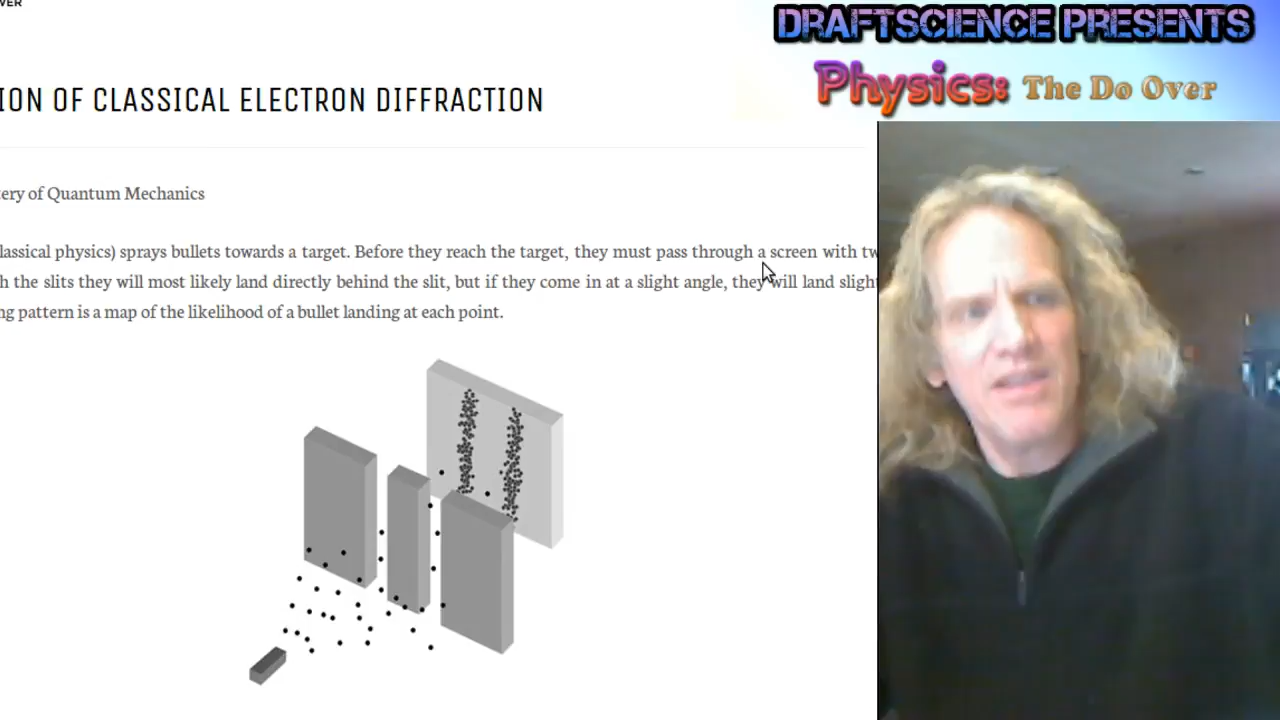 DRAFTSCIENCE PRESENTS
Physics: The Do Over
ION OF CLASSICAL ELECTRON DIFFRACTION
tery of Quantum Mechanics
lassical physics) sprays bullets towards a target. Before they reach the target, they must pass through a screen with tw
h the slits they will most likely land directly behind the slit, but if they come in at a slight angle, they will land slight
ng pattern is a map of the likelihood of a bullet landing at each point.